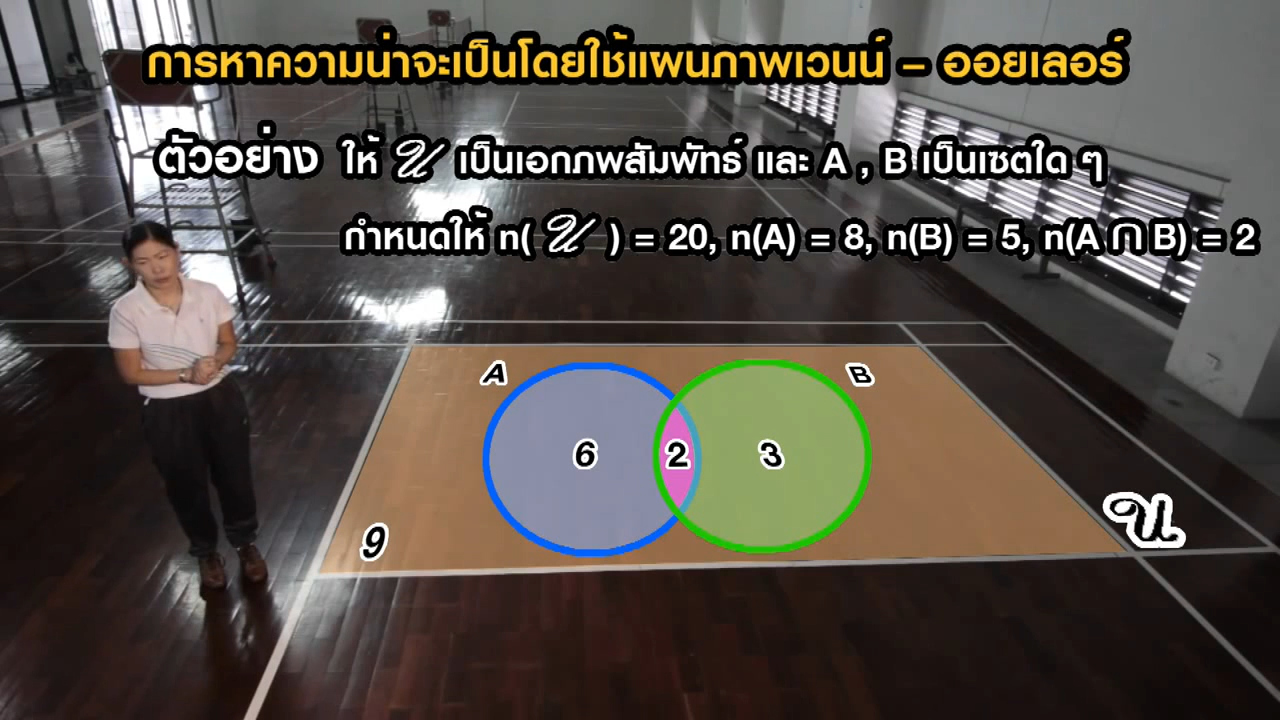 การหาความน่าจะเป็นโดยใช้แผนภาพเวนน์ – ออยเลอร์
ตัวอย่าง ให้ 𝒰 เป็นเอกภพสัมพัทธ์ และ A , B เป็นเซตใด ๆ
กำหนดให้ n( 𝒰 ) = 20, n(A) = 8, n(B) = 5, n(A ∩ B) = 2
A B
6 2 3
𝒰
9